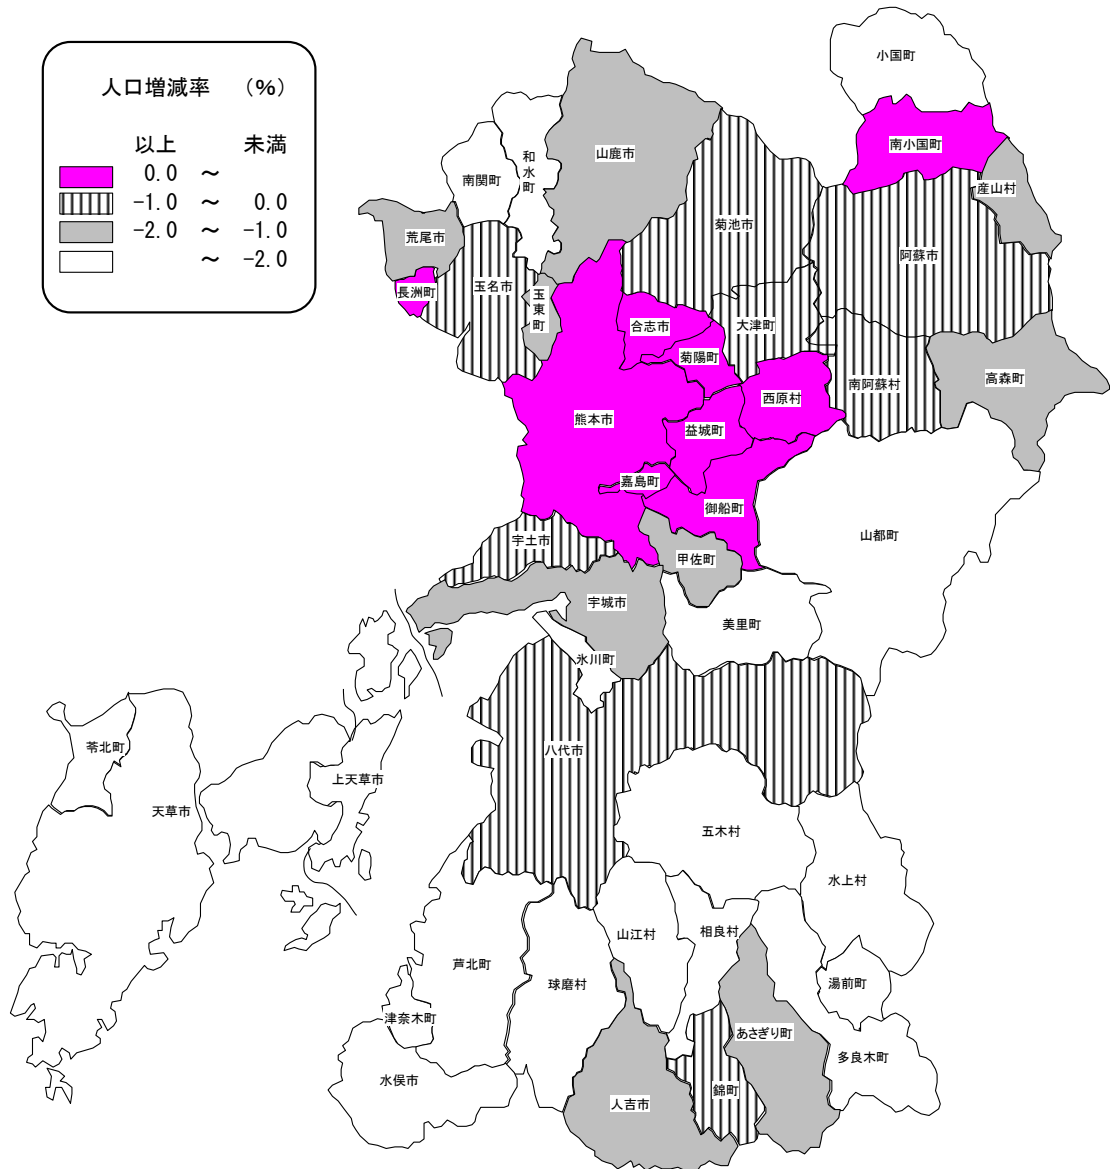 人口増減率 (%)
以上 未満
0.0 ～
-1.0 ～ 0.0
-2.0 ～ -1.0
～ -2.0
小国町
南小国町
産山村
山鹿市
和水町
南関町
菊池市
阿蘇市
荒尾市
長洲町
玉名市
玉東町
合志市
大津町
菊陽町
南阿蘇村
高森町
西原村
熊本市
益城町
嘉島町
御船町
山都町
宇土市
甲佐町
宇城市
美里町
氷川町
八代市
苓北町
天草市
上天草市
五木村
水上村
山江村
相良村
芦北町
球磨村
湯前町
津奈木町
あさぎり町
多良木町
水俣市
人吉市
錦町